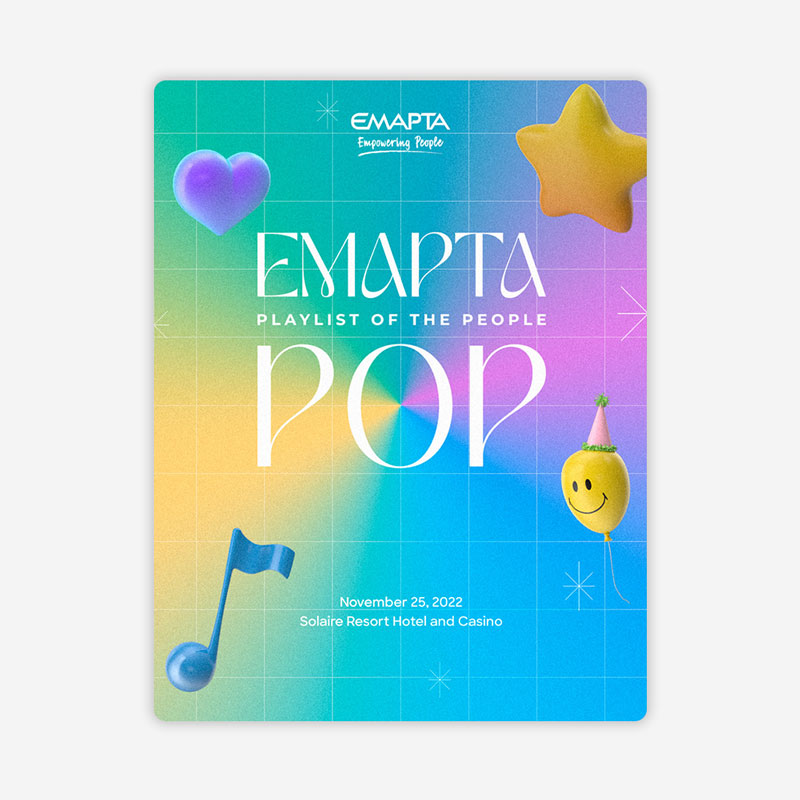 EMAPTA
Empowering People
EMAPTA
PLAYLIST OF THE PEOPLE
POP
November 25, 2022
Solaire Resort Hotel and Casino